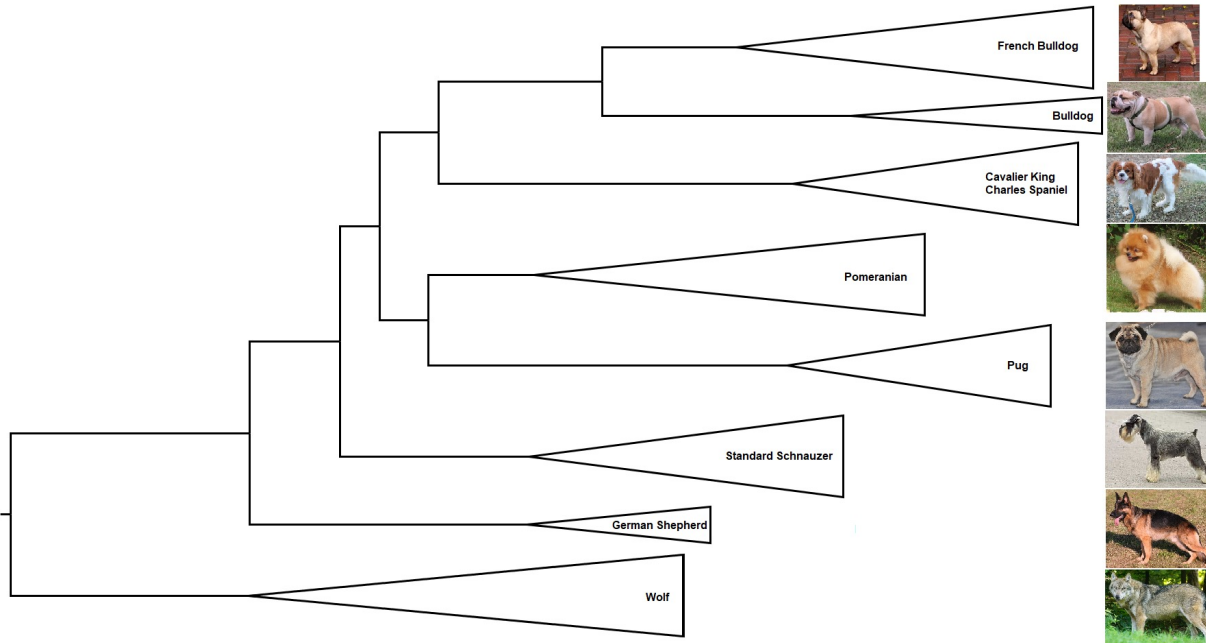 French Bulldog
Bulldog
Cavalier King
Charles Spaniel
Pomeranian
Pug
Standard Schnauzer
German Shepherd
Wolf